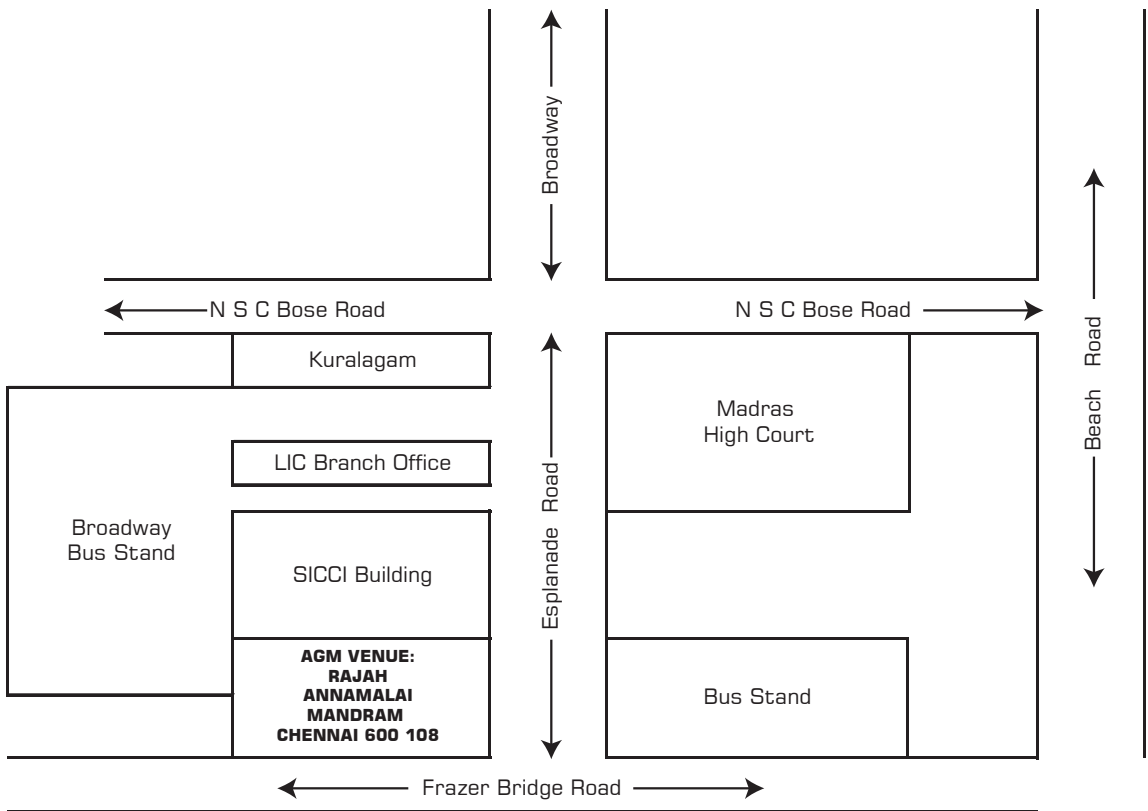 Broadway
N S C Bose Road
N S C Bose Road
Kuralagam
Madras
High Court
Beach Road
LIC Branch Office
Esplanade Road
Broadway
Bus Stand
SICCI Building
AGM VENUE:
RAJAH
ANNAMALAI
MANDRAM
CHENNAI 600 108
Bus Stand
Frazer Bridge Road